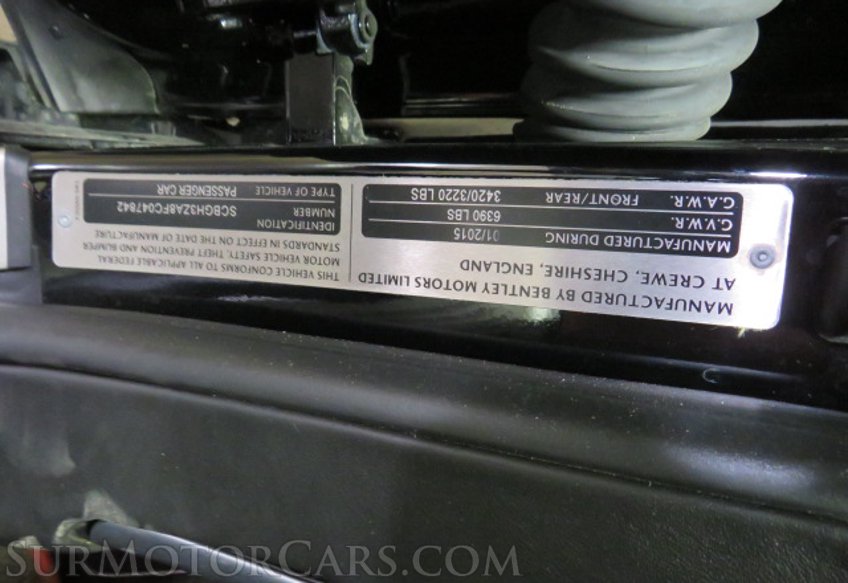 MANUFACTURED BY BENTLEY MOTORS LIMITED
AT CREWE, CHESHIRE, ENGLAND
MANUFACTURED DURING 01/2015
G.V.W.R. 6390 LBS
G.A.W.R. FRONT/REAR 3420/3220 LBS
THIS VEHICLE CONFORMS TO ALL APPLICABLE FEDERAL
MOTOR VEHICLE SAFETY, THEFT PREVENTION AND BUMPER
STANDARDS IN EFFECT ON THE DATE OF MANUFACTURE
IDENTIFICATION
NUMBER SCBGH3ZA8FC047842
TYPE OF VEHICLE PASSENGER CAR
SURMOTORCARS.COM